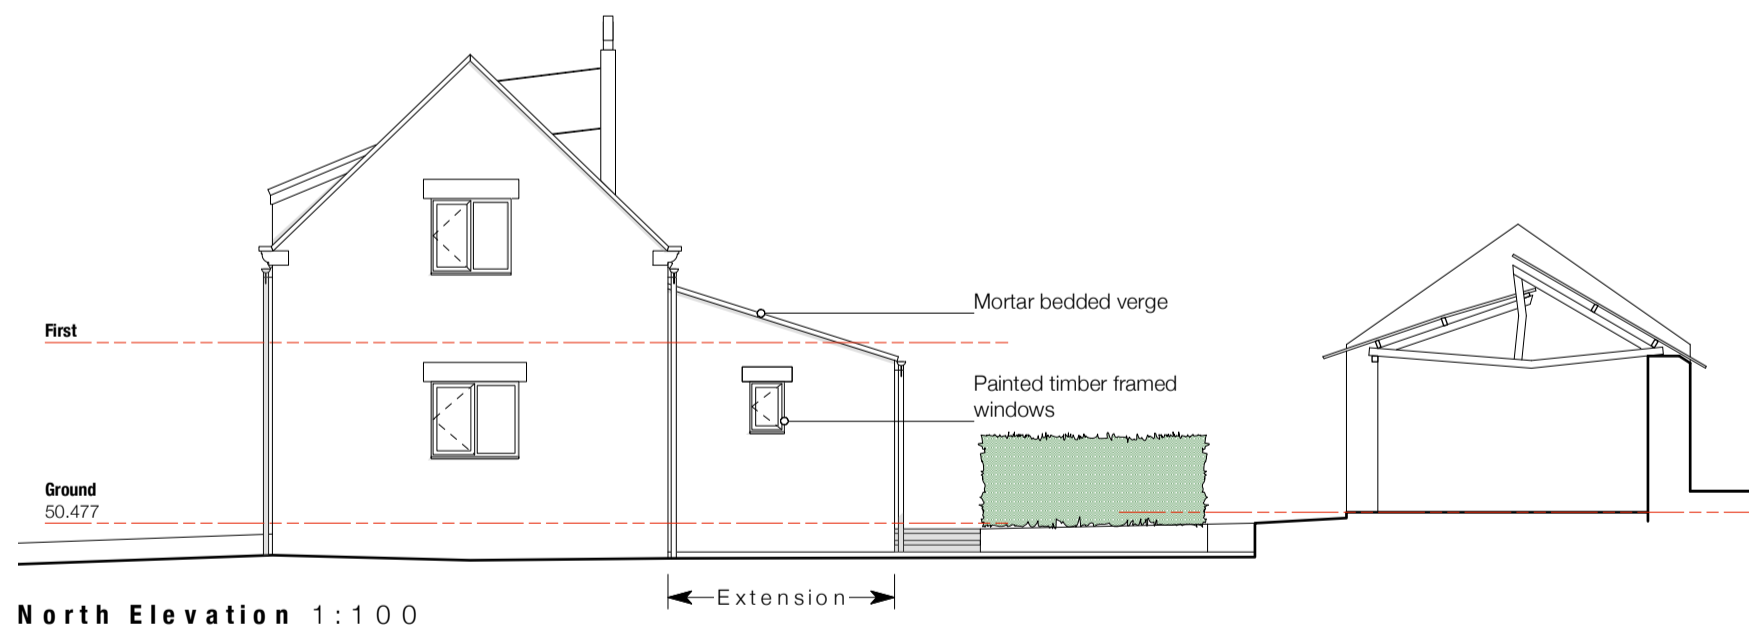 Mortar bedded verge
First
Painted timber framed
windows
Ground
50.477
Extension
North Elevation 1:100